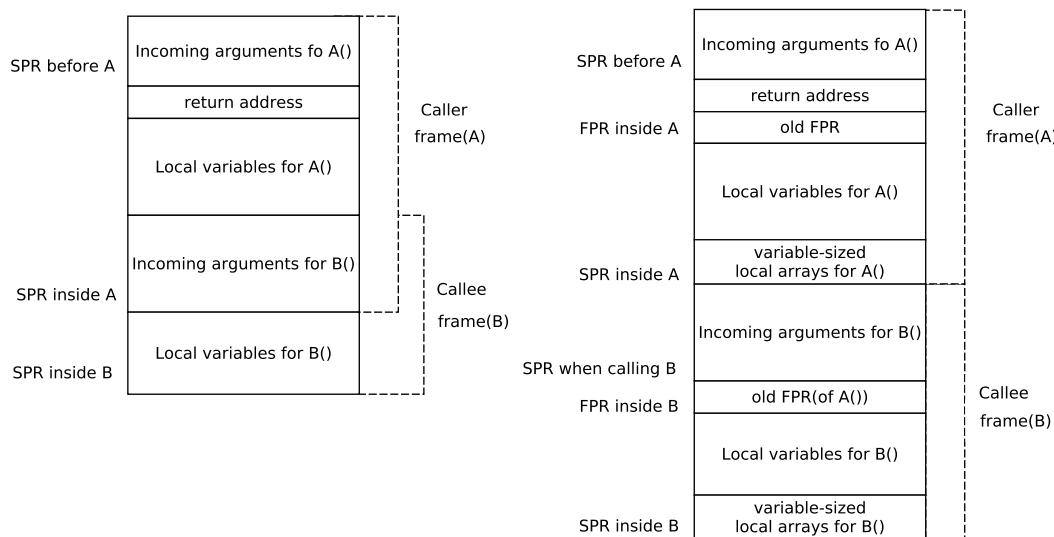 Incoming arguments fo A()
SPR before A
return address
Caller
frame(A)
Local variables for A()
Incoming arguments for B()
SPR inside A
Callee
frame(B)
Local variables for B()
SPR inside B
Incoming arguments fo A()
SPR before A
return address
Caller
frame(A)
FPR inside A
old FPR
Local variables for A()
variable-sized
local arrays for A()
SPR inside A
Incoming arguments for B()
SPR when calling B
Callee
frame(B)
old FPR(of A())
FPR inside B
Local variables for B()
variable-sized
local arrays for B()
SPR inside B